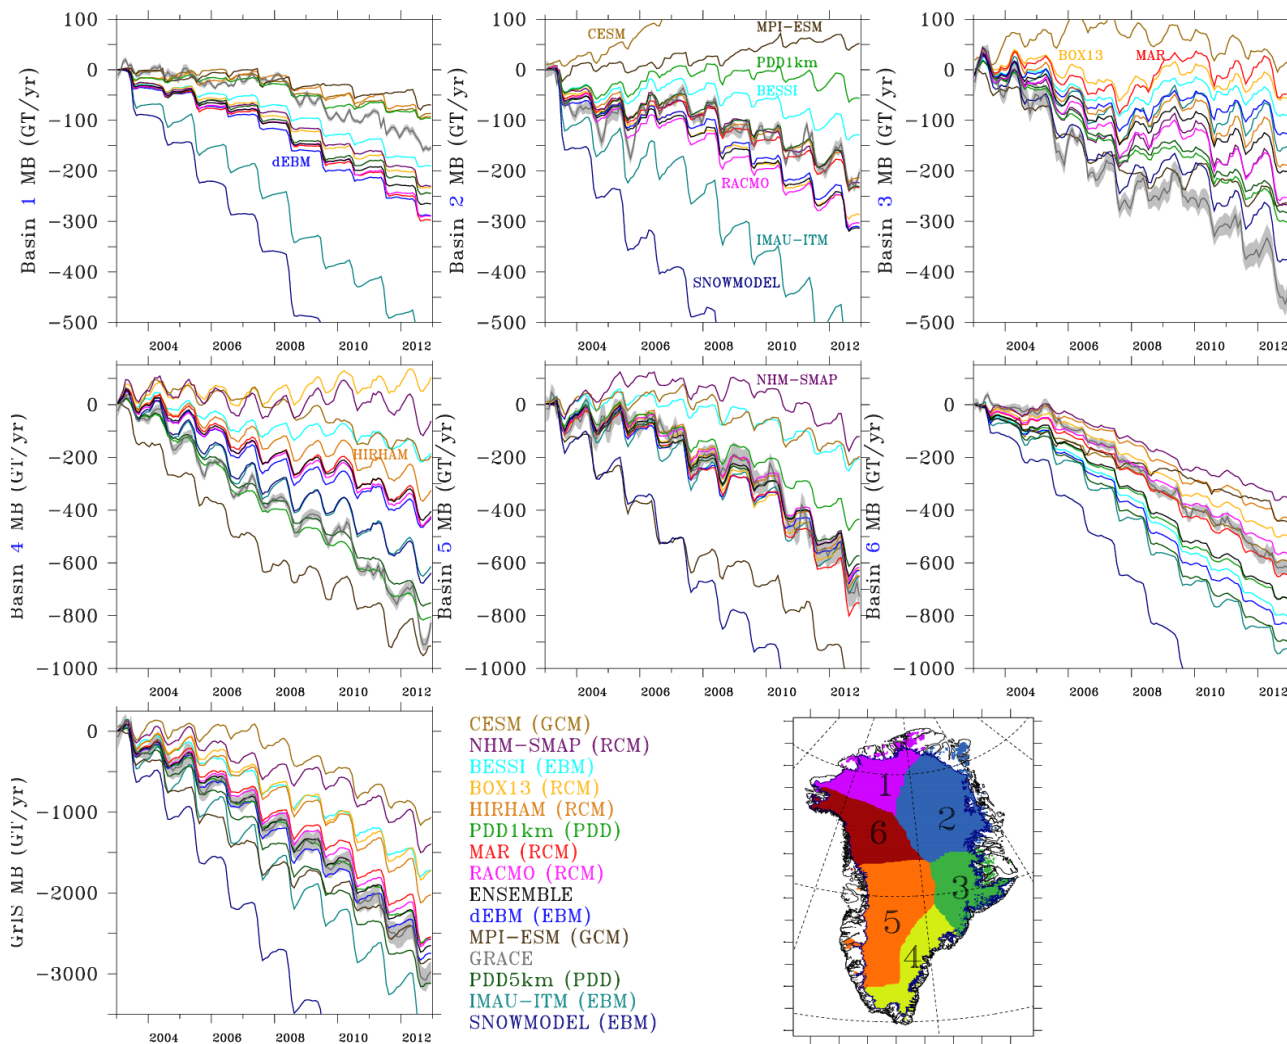 100
0
−100
−200
−300
−400
−500
Basin 1 MB (GT/yr)
dEBM
2004 2006 2008 2010 2012
100
0
−100
−200
−300
−400
−500
Basin 2 MB (GT/yr)
CESM
MPI−ESM
PDD1km
BESSI
RACMO
IMAU−ITM
SNOWMODEL
2004 2006 2008 2010 2012
100
0
−100
−200
−300
−400
−500
Basin 3 MB (GT/yr)
BOX13
MAR
2004 2006 2008 2010 2012
0
−200
−400
−600
−800
−1000
Basin 4 MB (GT/yr)
HIRHAM
2004 2006 2008 2010 2012
0
−200
−400
−600
−800
−1000
Basin 5 MB (GT/yr)
NHM−SMAP
2004 2006 2008 2010 2012
0
−200
−400
−600
−800
−1000
Basin 6 MB (GT/yr)
2004 2006 2008 2010 2012
0
−1000
−2000
−3000
GrIS MB (GT/yr)
2004 2006 2008 2010 2012
CESM (GCM)
NHM−SMAP (RCM)
BESSI (EBM)
BOX13 (RCM)
HIRHAM (RCM)
PDD1km (PDD)
MAR (RCM)
RACMO (RCM)
ENSEMBLE
dEBM (EBM)
MPI−ESM (GCM)
GRACE
PDD5km (PDD)
IMAU−ITM (EBM)
SNOWMODEL (EBM)
1
2
6
3
5
4